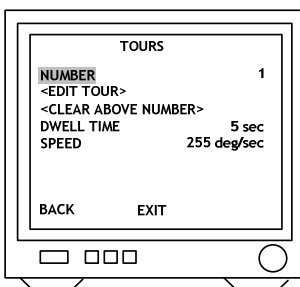 TOURS
NUMBER 1
<EDIT TOUR>
<CLEAR ABOVE NUMBER>
DWELL TIME 5 sec
SPEED 255 deg/sec
BACK EXIT